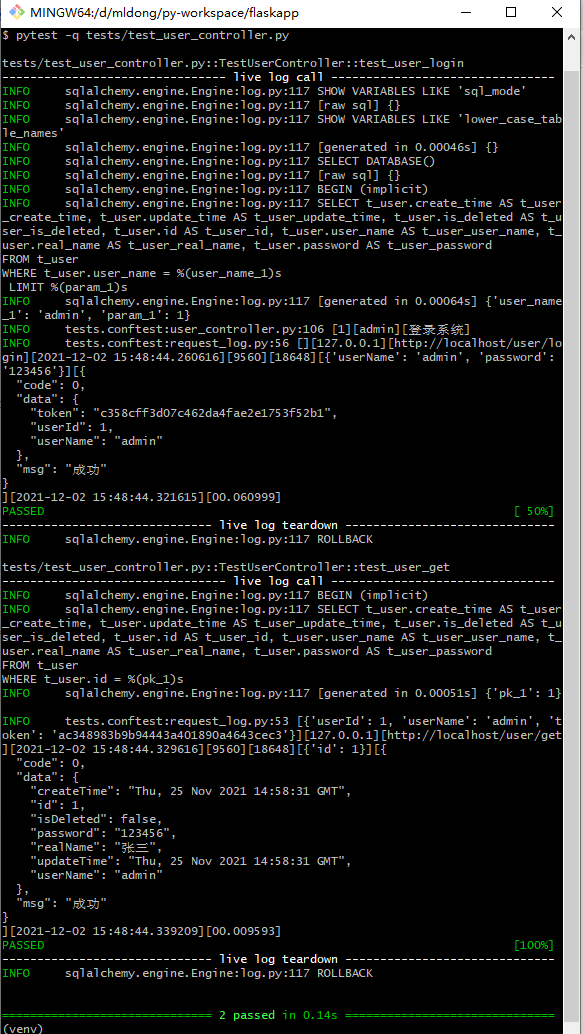 MINGW64:/d/mldong/py-workspace/flaskapp
$ pytest -q tests/test_user_controller.py
tests/test_user_controller.py::TestUserController::test_user_login
------------------------------ live log call --------------------------------
INFO     sqlalchemy.engine.Engine:log.py:117 SHOW VARIABLES LIKE 'sql_mode'
INFO     sqlalchemy.engine.Engine:log.py:117 [raw sql] {}
INFO     sqlalchemy.engine.Engine:log.py:117 SHOW VARIABLES LIKE 'lower_case_tab
le_names'
INFO     sqlalchemy.engine.Engine:log.py:117 [generated in 0.00046s] {}
INFO     sqlalchemy.engine.Engine:log.py:117 SELECT DATABASE()
INFO     sqlalchemy.engine.Engine:log.py:117 [raw sql] {}
INFO     sqlalchemy.engine.Engine:log.py:117 BEGIN (implicit)
INFO     sqlalchemy.engine.Engine:log.py:117 SELECT t_user.create_time AS t_user
_create_time, t_user.update_time AS t_user_update_time, t_user.is_deleted AS t_u
ser_is_deleted, t_user.id AS t_user_id, t_user.user_name AS t_user_user_name, t_
user.real_name AS t_user_real_name, t_user.password AS t_user_password
FROM t_user
WHERE t_user.user_name = %(user_name_1)s
 LIMIT %(param_1)s
INFO     sqlalchemy.engine.Engine:log.py:117 [generated in 0.00064s] {'user_name
_1': 'admin', 'param_1': 1}
INFO     tests.conftest:user_controller.py:106 [1][admin][登录系统]
INFO     tests.conftest:request_log.py:56 [][127.0.0.1][http://localhost/user/lo
gin][2021-12-02 15:48:44.260616][9560][18648][{'userName': 'admin', 'password':
'123456'}][{
  "code": 0,
  "data": {
    "token": "c358cff3d07c462da4fae2e1753f52b1",
    "userId": 1,
    "userName": "admin"
  },
  "msg": "成功"
}
][2021-12-02 15:48:44.321615][00.060999]
PASSED                                                                   [ 50%]
------------------------------ live log teardown ------------------------------
INFO     sqlalchemy.engine.Engine:log.py:117 ROLLBACK
tests/test_user_controller.py::TestUserController::test_user_get
------------------------------ live log call --------------------------------
INFO     sqlalchemy.engine.Engine:log.py:117 BEGIN (implicit)
INFO     sqlalchemy.engine.Engine:log.py:117 SELECT t_user.create_time AS t_user
_create_time, t_user.update_time AS t_user_update_time, t_user.is_deleted AS t_u
ser_is_deleted, t_user.id AS t_user_id, t_user.user_name AS t_user_user_name, t_
user.real_name AS t_user_real_name, t_user.password AS t_user_password
FROM t_user
WHERE t_user.id = %(pk_1)s
INFO     sqlalchemy.engine.Engine:log.py:117 [generated in 0.00051s] {'pk_1': 1}
INFO     tests.conftest:request_log.py:53 [{'userId': 1, 'userName': 'admin', 't
oken': 'ac348983b9b94443a401890a4643cec3'}][127.0.0.1][http://localhost/user/get
][2021-12-02 15:48:44.329616][9560][18648][{'id': 1}][{
  "code": 0,
  "data": {
    "createTime": "Thu, 25 Nov 2021 14:58:31 GMT",
    "id": 1,
    "isDeleted": false,
    "password": "123456",
    "realName": "张三",
    "updateTime": "Thu, 25 Nov 2021 14:58:31 GMT",
    "userName": "admin"
  },
  "msg": "成功"
}
][2021-12-02 15:48:44.339209][00.009593]
PASSED                                                                   [100%]
------------------------------ live log teardown ------------------------------
INFO     sqlalchemy.engine.Engine:log.py:117 ROLLBACK
============================== 2 passed in 0.14s ==============================
(venv)